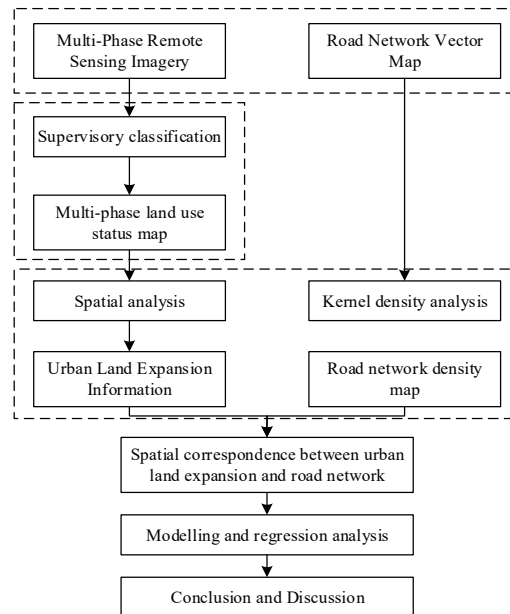 Multi-Phase Remote
Sensing Imagery
Road Network Vector
Map
Supervisory classification
Multi-phase land use
status map
Spatial analysis
Kernel density analysis
Urban Land Expansion
Information
Road network density
map
Spatial correspondence between urban
land expansion and road network
Modelling and regression analysis
Conclusion and Discussion